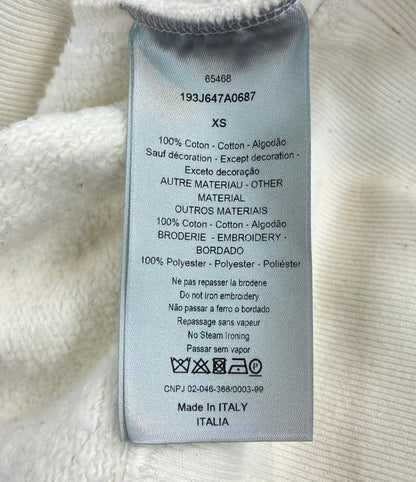 65468
193J647A0687
XS
100% Coton - Cotton - Algodão
Sauf décoration - Except decoration -
Exceto decoração
AUTRE MATERIAU - OTHER
MATERIAL
OUTROS MATERIAIS
100% Coton - Cotton - Algodão
BRODERIE - EMBROIDERY -
BORDADO
100% Polyester - Polyester - Poliéster
Ne pas repasser la broderie
Do not iron embroidery
Não passar a ferro o bordado
Repassage sans vapeur
No Steam Ironing
Passar sem vapor
CNPJ 02-046-366/0003-99
Made In ITALY
ITALIA